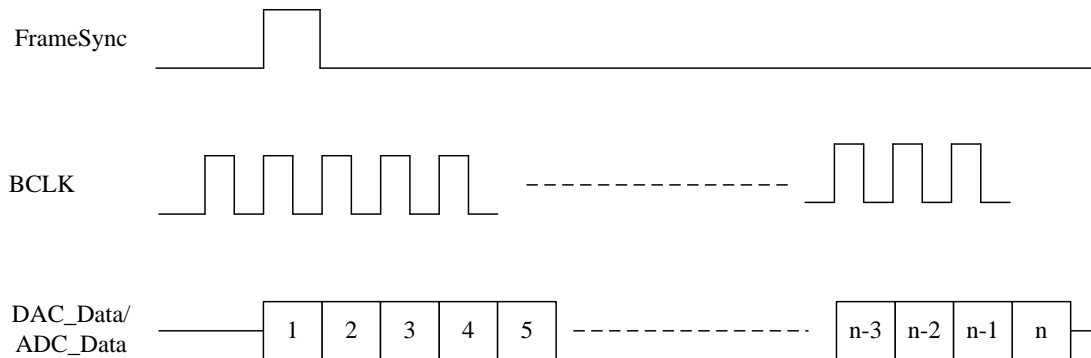 FrameSync
BCLK
DAC_Data/
ADC_Data
1 2 3 4 5 n-3 n-2 n-1 n